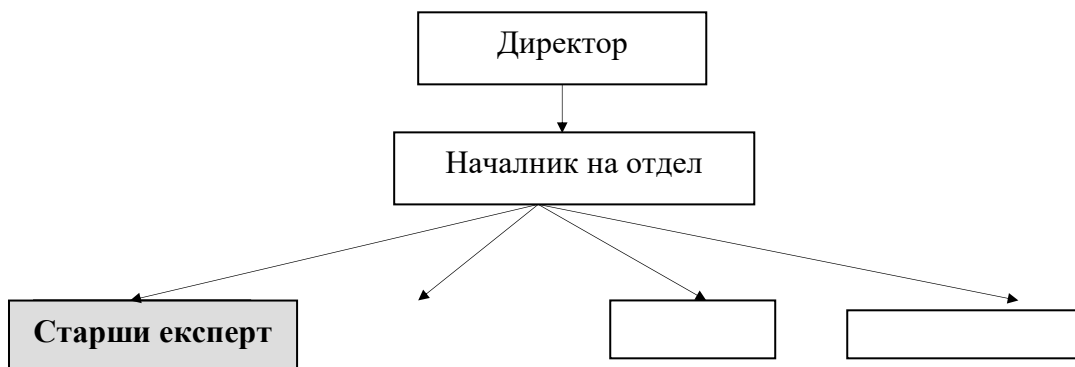 Директор
Началник на отдел
Старши експерт